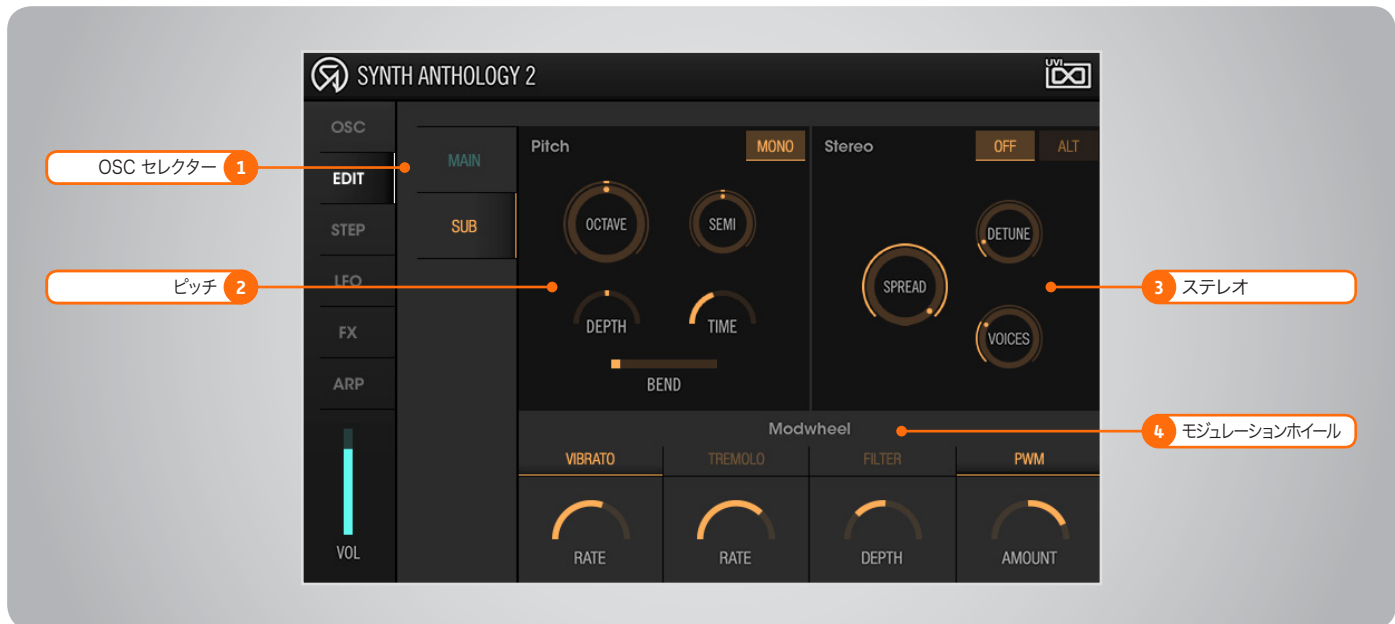 SYNTH ANTHOLOGY 2
UVI
OSC
EDIT
STEP
LFO
FX
ARP
VOL
MAIN
SUB
Pitch
MONO
OCTAVE
SEMI
DEPTH
TIME
BEND
Stereo
OFF
ALT
SPREAD
DETUNE
VOICES
Modwheel
VIBRATO
TREMOLO
FILTER
PWM
RATE
RATE
DEPTH
AMOUNT
OSC セレクター 1
ピッチ 2
3 ステレオ
4 モジュレーションホイール